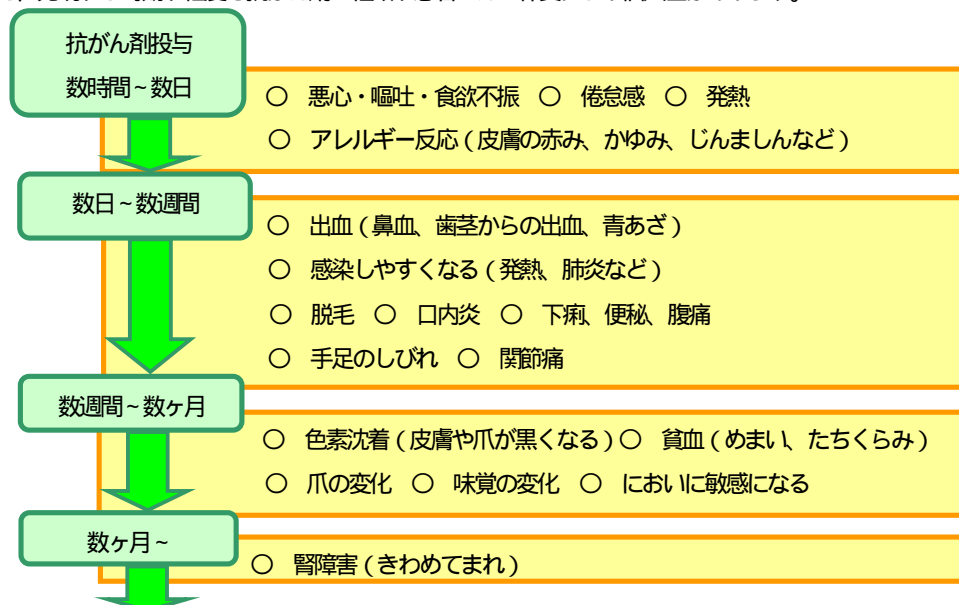 抗がん剤投与
数時間~数日
○ 悪心・嘔吐・食欲不振 ○ 倦怠感 ○ 発熱
○ アレルギー反応(皮膚の赤み、かゆみ、じんましんなど)
数日~数週間
○ 出血(鼻血、歯茎からの出血、青あざ)
○ 感染しやすくなる(発熱、肺炎など)
○ 脱毛 ○ 口内炎 ○ 下痢、便秘、腹痛
○ 手足のしびれ ○ 関節痛
数週間~数ヶ月
○ 色素沈着(皮膚や爪が黒くなる)○ 貧血(めまい、たちくらみ)
○ 爪の変化 ○ 味覚の変化 ○ においに敏感になる
数ヶ月~
○ 腎障害(きわめてまれ)